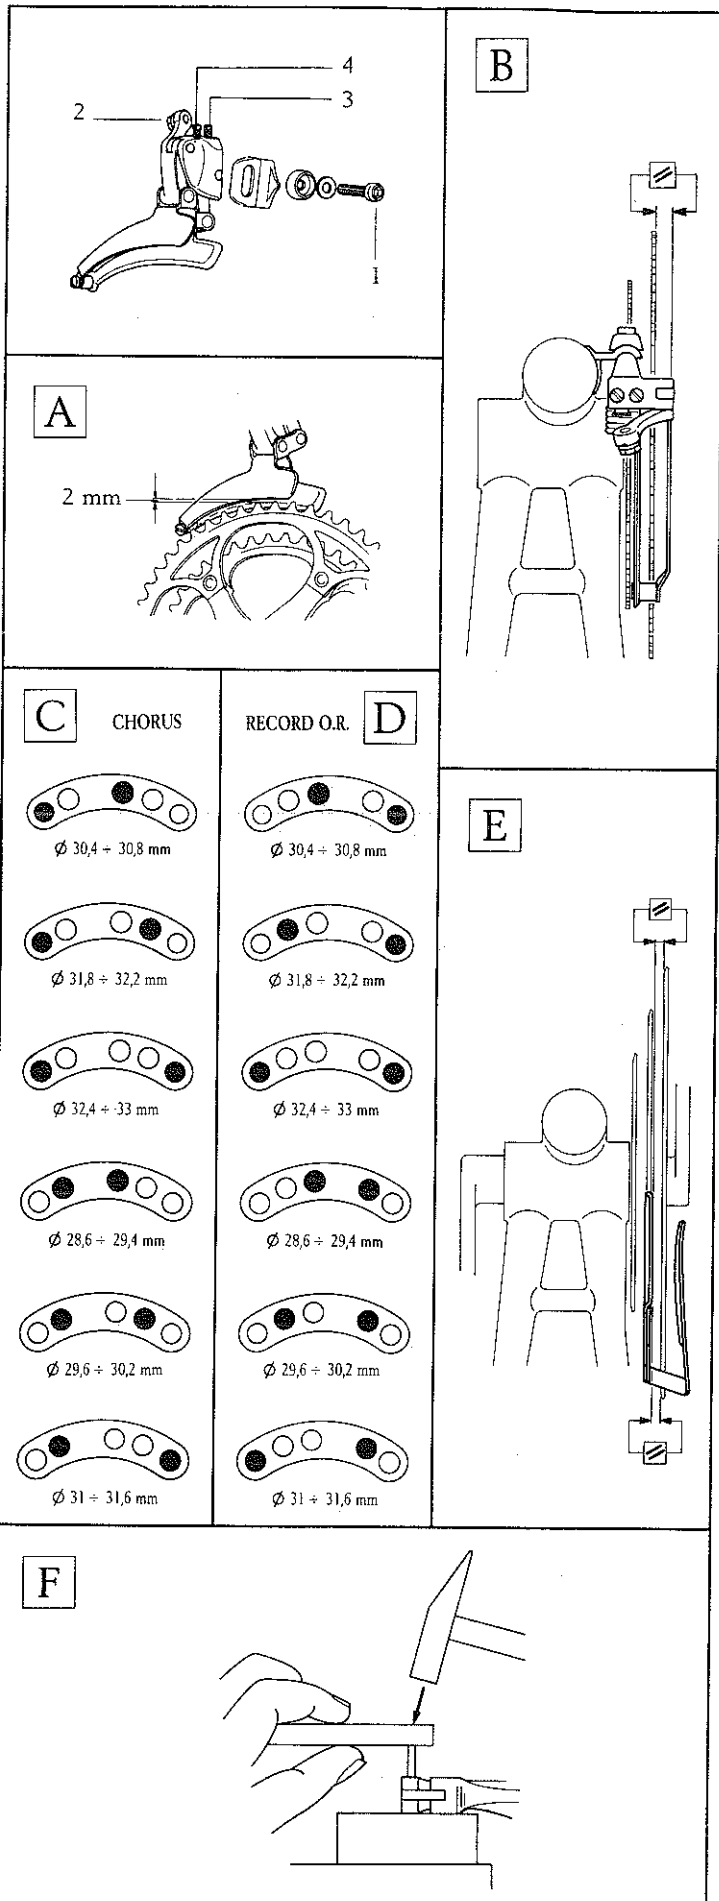 4
3
2
1
B
A
2 mm
C CHORUS
RECORD O.R. D
Ø 30,4 ÷ 30,8 mm
Ø 31,8 ÷ 32,2 mm
Ø 32,4 ÷ 33 mm
Ø 28,6 ÷ 29,4 mm
Ø 29,6 ÷ 30,2 mm
Ø 31 ÷ 31,6 mm
Ø 30,4 ÷ 30,8 mm
Ø 31,8 ÷ 32,2 mm
Ø 32,4 ÷ 33 mm
Ø 28,6 ÷ 29,4 mm
Ø 29,6 ÷ 30,2 mm
Ø 31 ÷ 31,6 mm
E
F